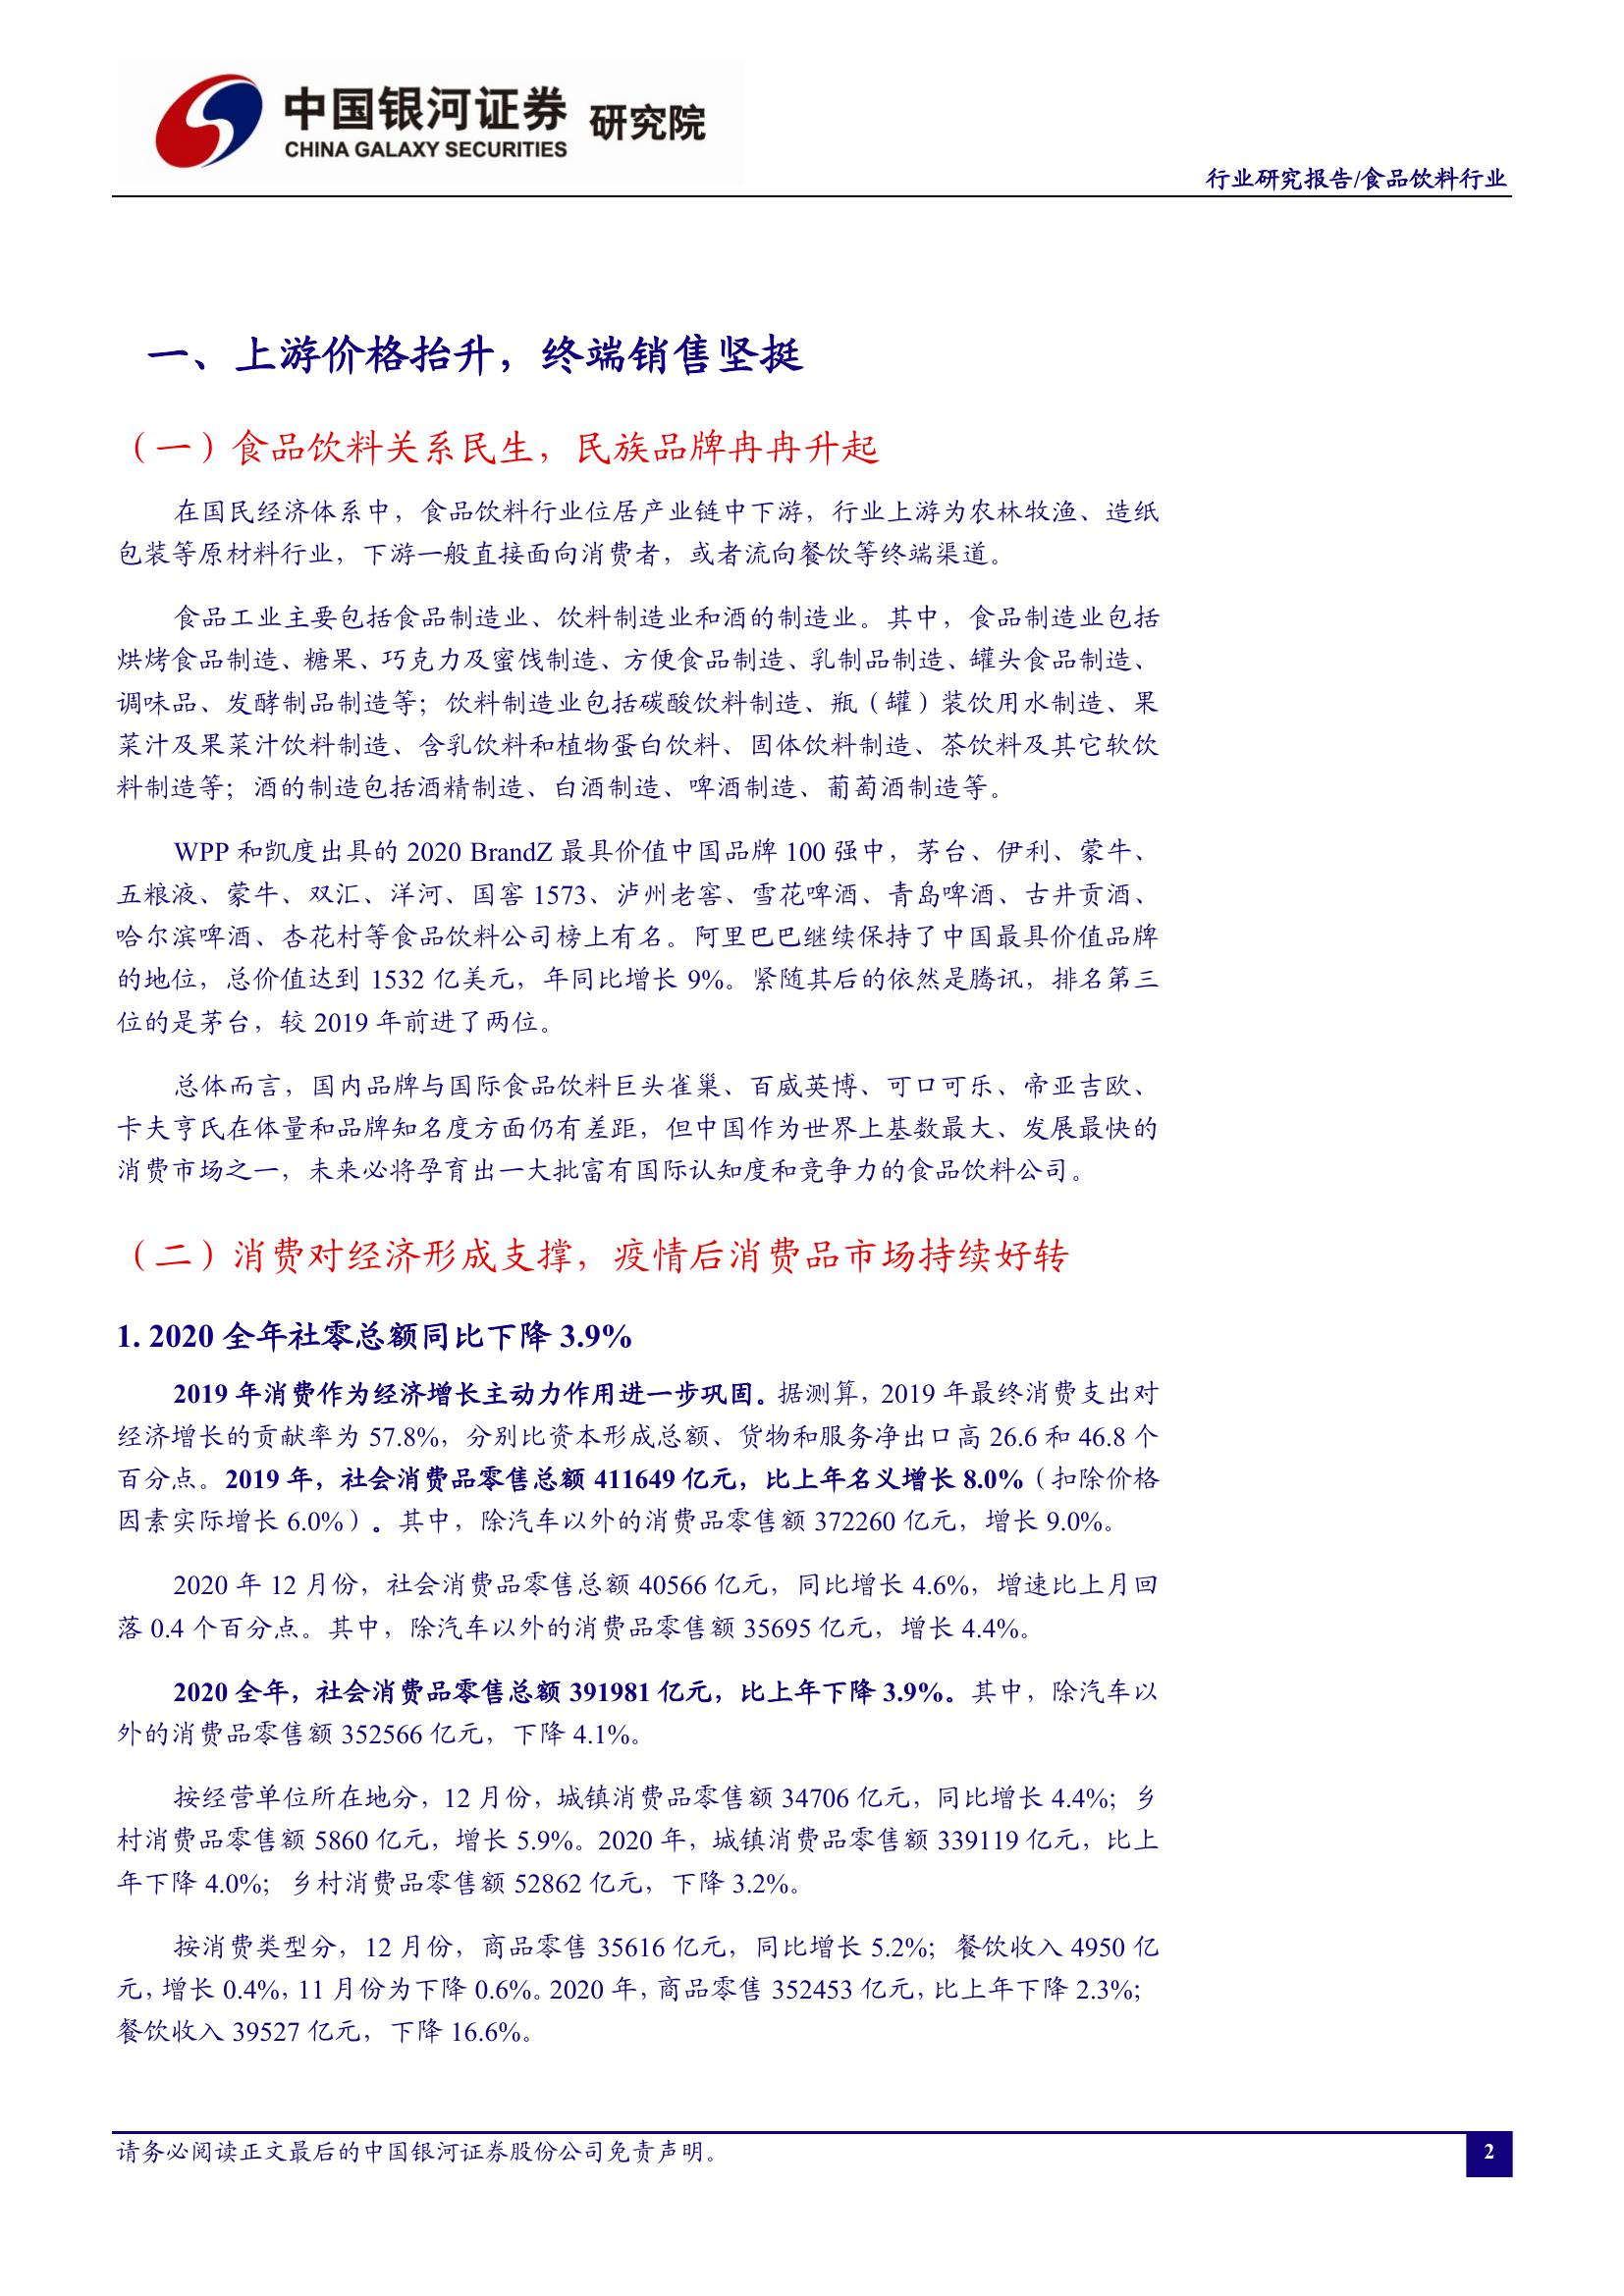 中国银河证券 研究院
CHINA GALAXY SECURITIES
行业研究报告/食品饮料行业
一、上游价格抬升，终端销售坚挺
（一）食品饮料关系民生，民族品牌冉冉升起
在国民经济体系中，食品饮料行业位居产业链中下游，行业上游为农林牧渔、造纸
包装等原材料行业，下游一般直接面向消费者，或者流向餐饮等终端渠道。
食品工业主要包括食品制造业、饮料制造业和酒的制造业。其中，食品制造业包括
烘烤食品制造、糖果、巧克力及蜜饯制造、方便食品制造、乳制品制造、罐头食品制造、
调味品、发酵制品制造等；饮料制造业包括碳酸饮料制造、瓶（罐）装饮用水制造、果
菜汁及果菜汁饮料制造、含乳饮料和植物蛋白饮料、固体饮料制造、茶饮料及其它软饮
料制造等；酒的制造包括酒精制造、白酒制造、啤酒制造、葡萄酒制造等。
WPP 和凯度出具的 2020 BrandZ 最具价值中国品牌 100 强中，茅台、伊利、蒙牛、
五粮液、蒙牛、双汇、洋河、国窖 1573、泸州老窖、雪花啤酒、青岛啤酒、古井贡酒、
哈尔滨啤酒、杏花村等食品饮料公司榜上有名。阿里巴巴继续保持了中国最具价值品牌
的地位，总价值达到 1532 亿美元，年同比增长 9%。紧随其后的依然是腾讯，排名第三
位的是茅台，较 2019 年前进了两位。
总体而言，国内品牌与国际食品饮料巨头雀巢、百威英博、可口可乐、帝亚吉欧、
卡夫亨氏在体量和品牌知名度方面仍有差距，但中国作为世界上基数最大、发展最快的
消费市场之一，未来必将孕育出一大批富有国际认知度和竞争力的食品饮料公司。
（二）消费对经济形成支撑，疫情后消费品市场持续好转
1. 2020 全年社零总额同比下降 3.9%
2019 年消费作为经济增长主动力作用进一步巩固。据测算，2019 年最终消费支出对
经济增长的贡献率为 57.8%，分别比资本形成总额、货物和服务净出口高 26.6 和 46.8 个
百分点。2019 年，社会消费品零售总额 411649 亿元，比上年名义增长 8.0%（扣除价格
因素实际增长 6.0%）。其中，除汽车以外的消费品零售额 372260 亿元，增长 9.0%。
2020 年 12 月份，社会消费品零售总额 40566 亿元，同比增长 4.6%，增速比上月回
落 0.4 个百分点。其中，除汽车以外的消费品零售额 35695 亿元，增长 4.4%。
2020 全年，社会消费品零售总额 391981 亿元，比上年下降 3.9%。其中，除汽车以
外的消费品零售额 352566 亿元，下降 4.1%。
按经营单位所在地分，12 月份，城镇消费品零售额 34706 亿元，同比增长 4.4%；乡
村消费品零售额 5860 亿元，增长 5.9%。2020 年，城镇消费品零售额 339119 亿元，比上
年下降 4.0%；乡村消费品零售额 52862 亿元，下降 3.2%。
按消费类型分，12 月份，商品零售 35616 亿元，同比增长 5.2%；餐饮收入 4950 亿
元，增长 0.4%，11 月份为下降 0.6%。2020 年，商品零售 352453 亿元，比上年下降 2.3%；
餐饮收入 39527 亿元，下降 16.6%。
请务必阅读正文最后的中国银河证券股份公司免责声明。
2